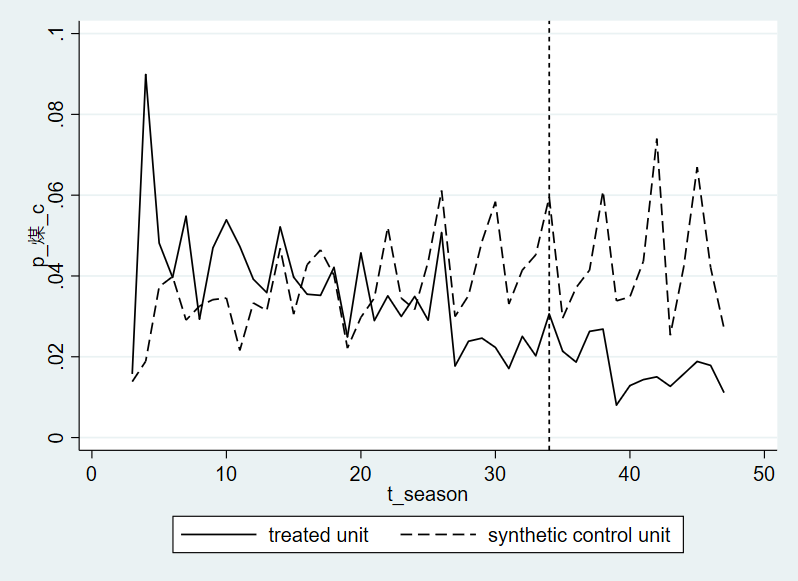 .1
.08
.06
.04
.02
0
p_煤_c
0 10 20 30 40 50
t_season
treated unit synthetic control unit